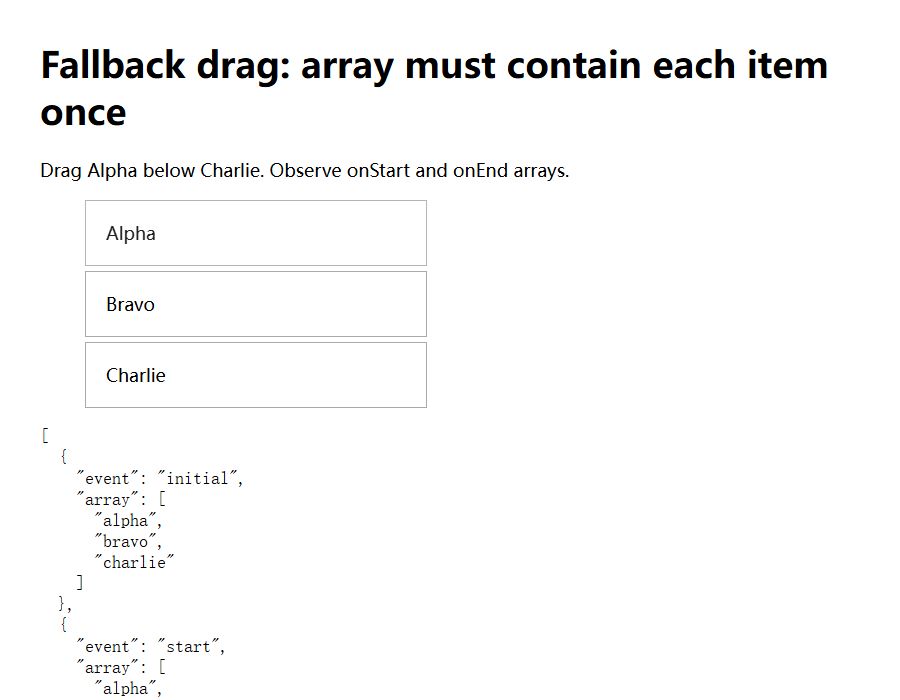 Fallback drag: array must contain each item
once
Drag Alpha below Charlie. Observe onStart and onEnd arrays.
Alpha
Bravo
Charlie
[
  {
    "event": "initial",
    "array": [
      "alpha",
      "bravo",
      "charlie"
    ]
  },
  {
    "event": "start",
    "array": [
      "alpha",